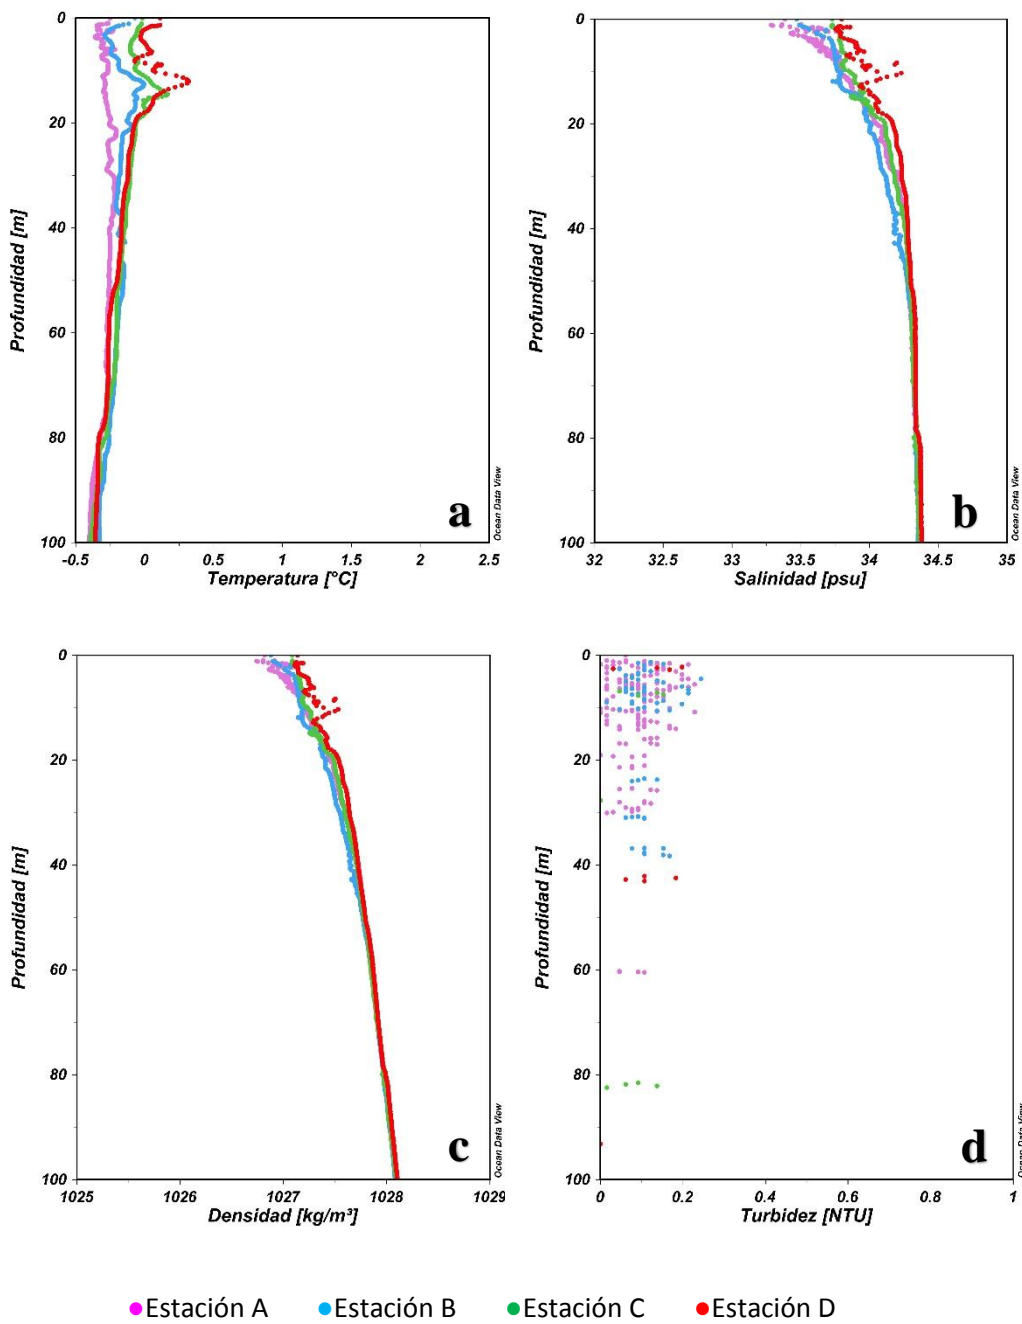 0
20
40
60
80
100
Profundidad [m]
-0.5 0 0.5 1 1.5 2 2.5
Temperatura [°C]
a
Ocean Data View
0
20
40
60
80
100
Profundidad [m]
32 32.5 33 33.5 34 34.5 35
Salinidad [psu]
b
Ocean Data View
0
20
40
60
80
100
Profundidad [m]
1025 1026 1027 1028 1029
Densidad [kg/m³]
c
Ocean Data View
0
20
40
60
80
100
Profundidad [m]
0 0.2 0.4 0.6 0.8 1
Turbidez [NTU]
d
Ocean Data View
Estación A Estación B Estación C Estación D